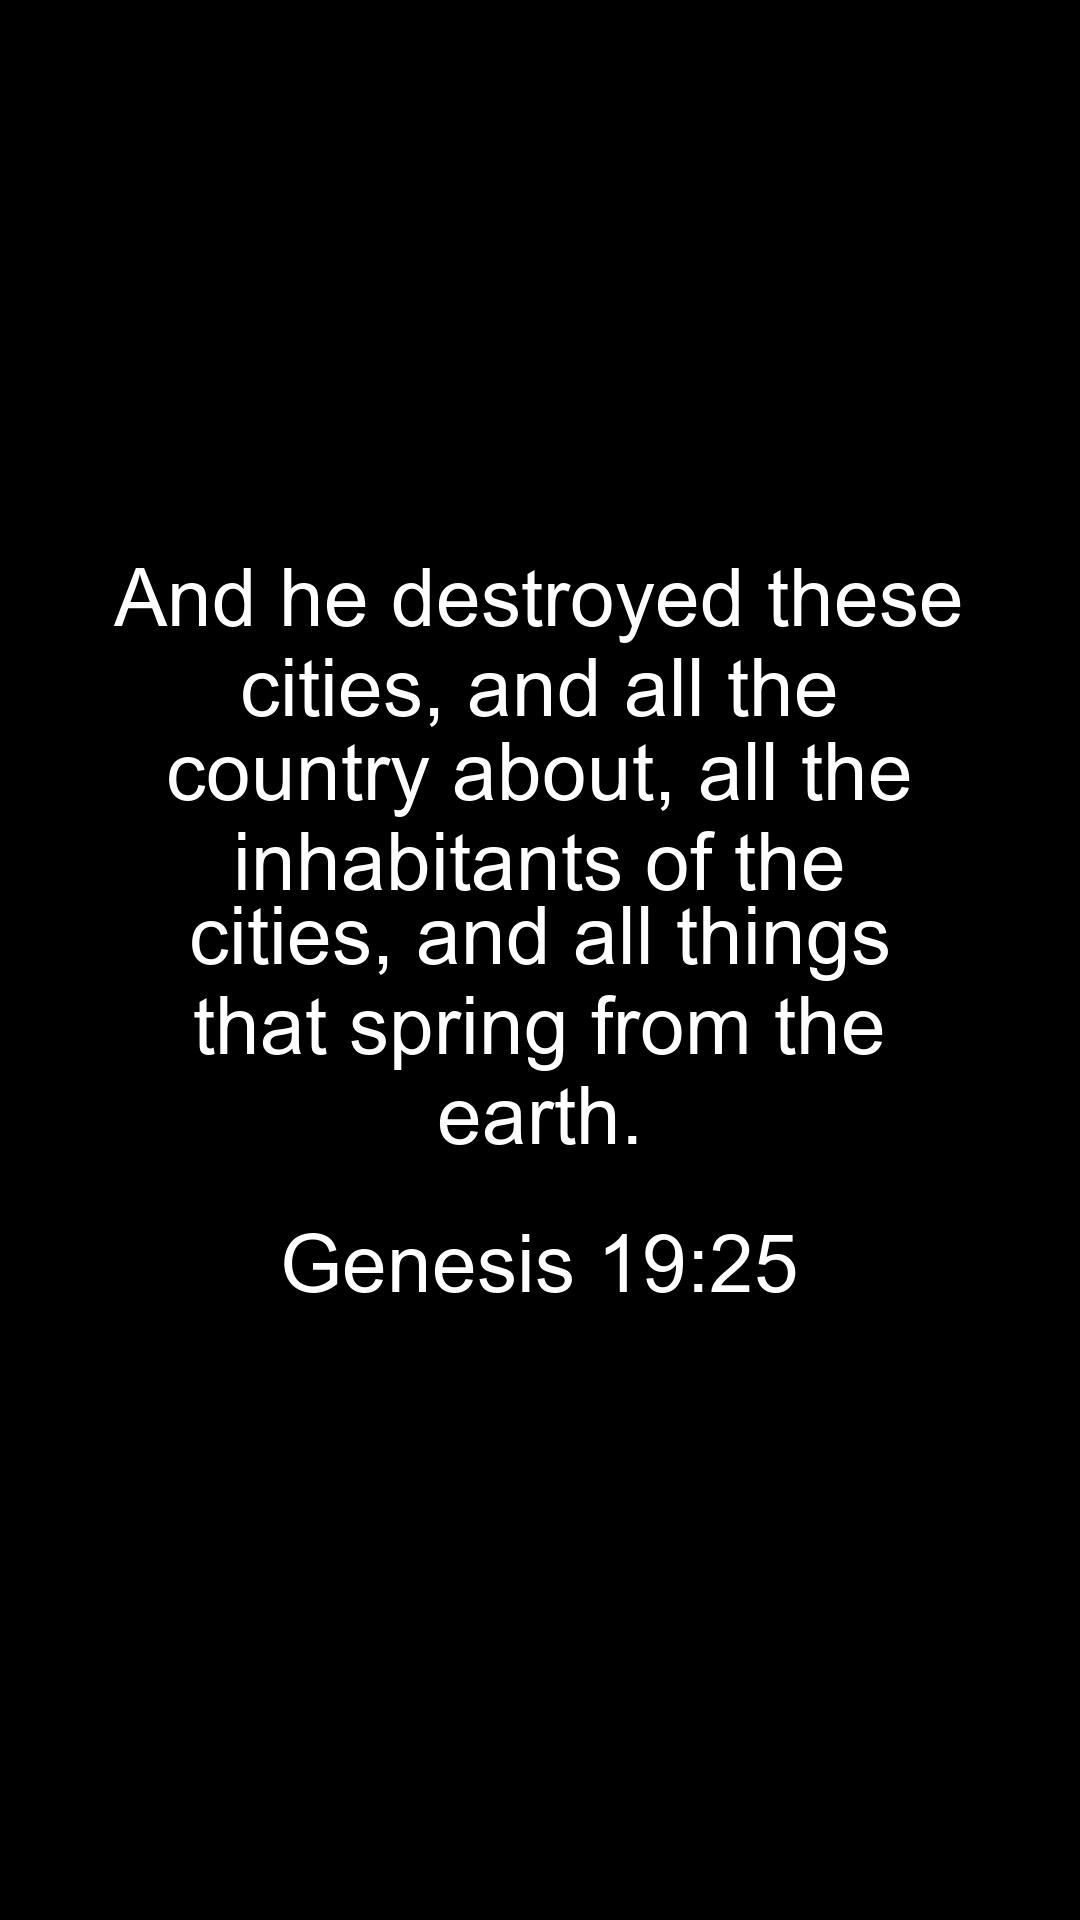 And he destroyed these
cities, and all the
country about, all the
inhabitants of the
cities, and all things
that spring from the
earth.
Genesis 19:25